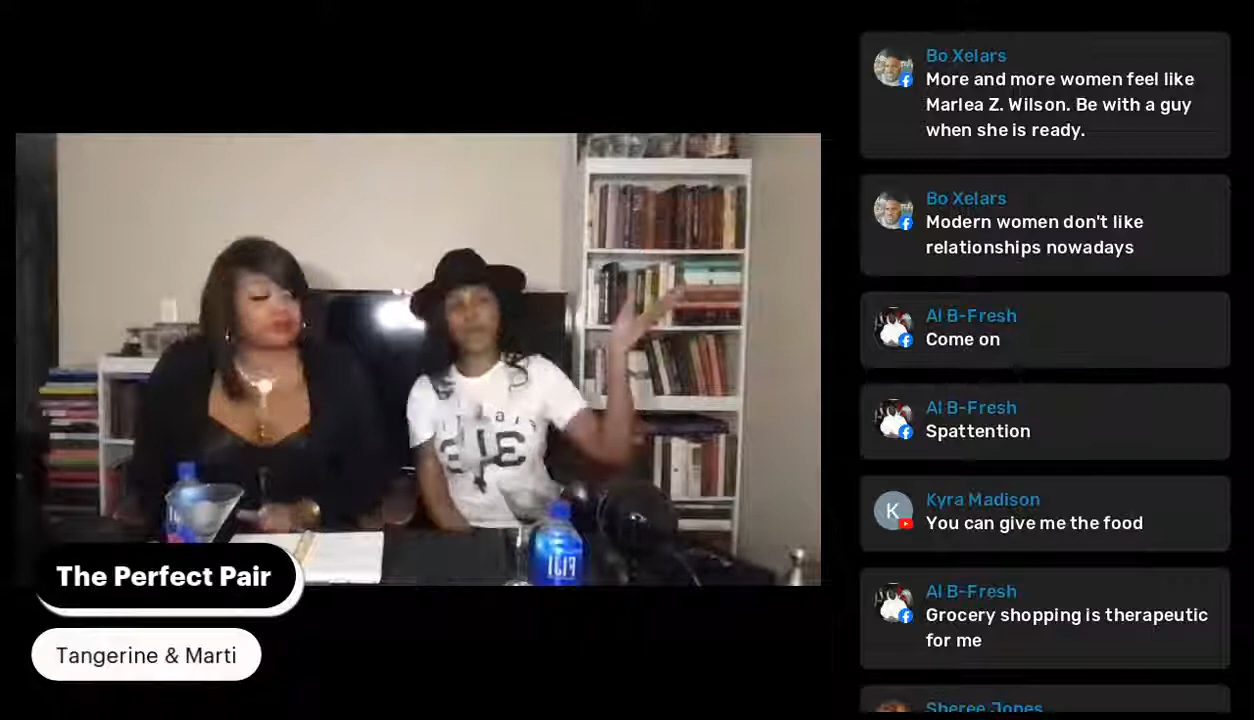 The Perfect Pair
Tangerine & Marti
Bo Xelars
More and more women feel like
Marlea Z. Wilson. Be with a guy
when she is ready.
Bo Xelars
Modern women don't like
relationships nowadays
Al B-Fresh
Come on
Al B-Fresh
Spattention
K
Kyra Madison
You can give me the food
Al B-Fresh
Grocery shopping is therapeutic
for me
Sheree Jones
FIJI